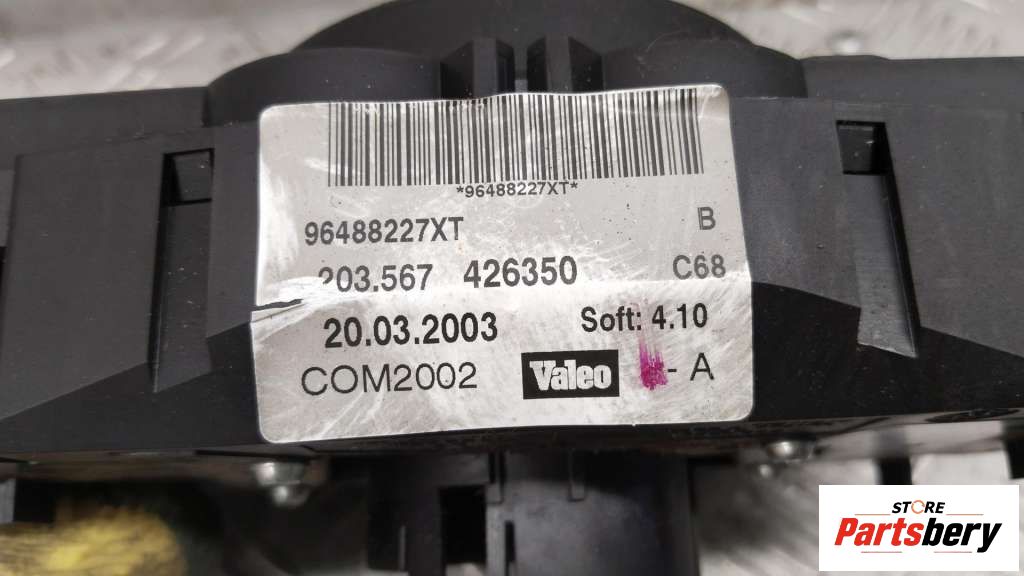 *96488227XT*
96488227XT B
203.567 426350 C68
20.03.2003 Soft: 4.10
COM2002 Valeo - A
STORE
Partsbery